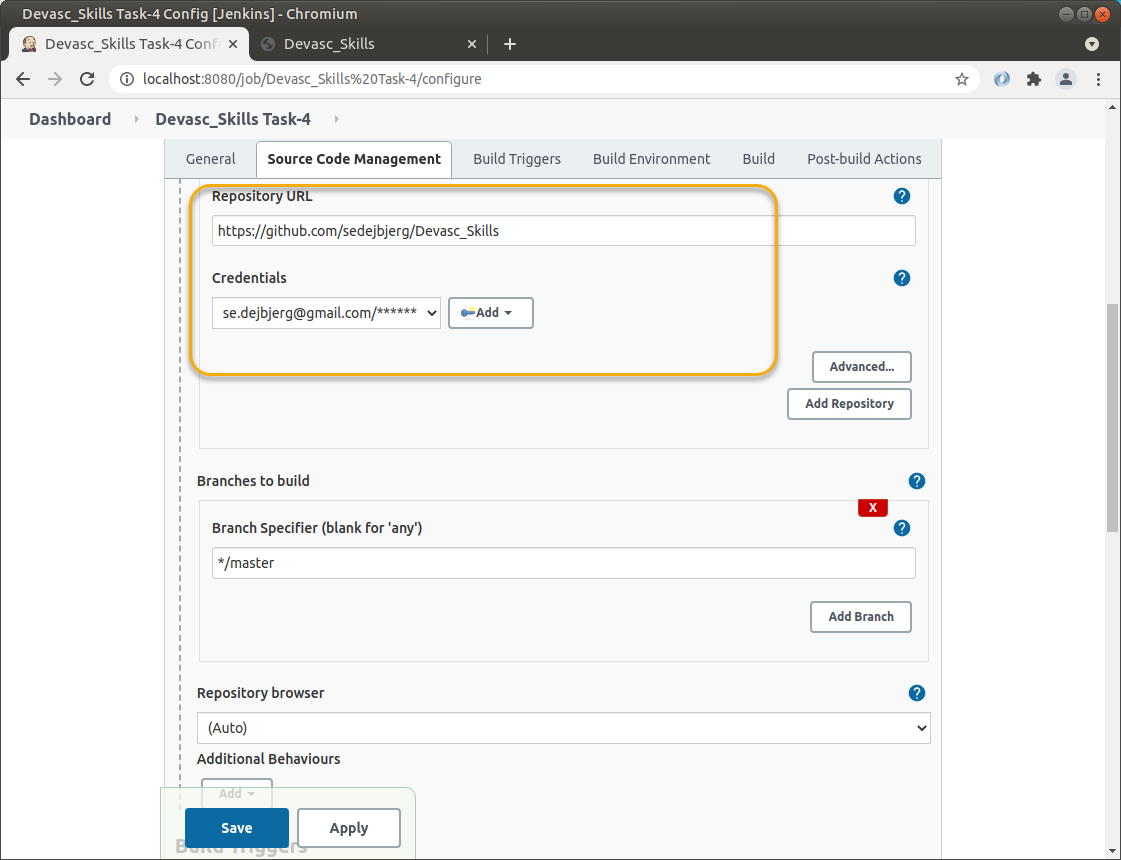 Devasc_Skills Task-4 Config [Jenkins] - Chromium
Devasc_Skills Task-4 Conf
Devasc_Skills
localhost:8080/job/Devasc_Skills%20Task-4/configure
Dashboard Devasc_Skills Task-4
General Source Code Management Build Triggers Build Environment Build Post-build Actions
Repository URL ?
https://github.com/sedejbjerg/Devasc_Skills
Credentials ?
se.dejbjerg@gmail.com/****** Add
Advanced...
Add Repository
Branches to build ?
X
Branch Specifier (blank for 'any') ?
*/master
Add Branch
Repository browser ?
(Auto)
Additional Behaviours
Add
Save Apply
Build Triggers